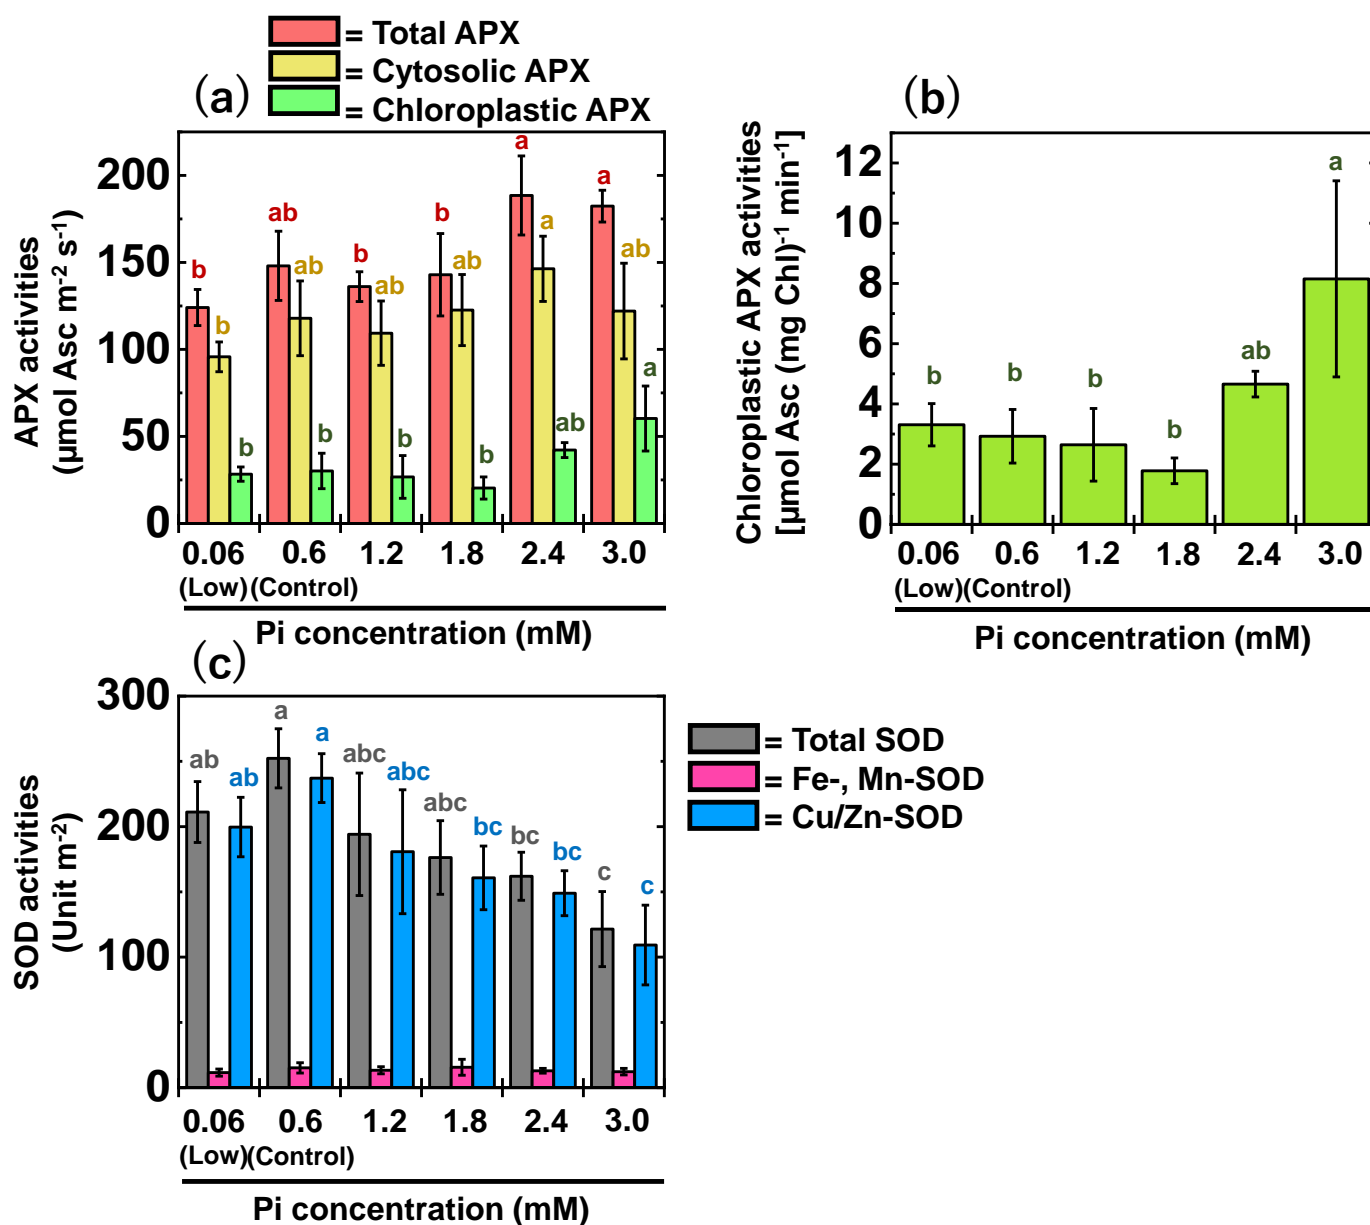 = Total APX
= Cytosolic APX
= Chloroplastic APX
(a)
APX activities
(µmol Asc m-2 s-1)
200
150
100
50
0
b
b
b
ab
ab
b
b
ab
b
b
ab
b
a
a
ab
a
ab
a
0.06 0.6 1.2 1.8 2.4 3.0
(Low) (Control)
Pi concentration (mM)
(b)
Chloroplastic APX activities
[µmol Asc (mg Chl)-1 min-1]
12
10
8
6
4
2
0
b
b
b
b
ab
a
0.06 0.6 1.2 1.8 2.4 3.0
(Low) (Control)
Pi concentration (mM)
(c)
SOD activities
(Unit m-2)
300
200
100
0
ab
ab
a
a
abc
abc
abc
bc
bc
bc
c
c
0.06 0.6 1.2 1.8 2.4 3.0
(Low) (Control)
Pi concentration (mM)
= Total SOD
= Fe-, Mn-SOD
= Cu/Zn-SOD